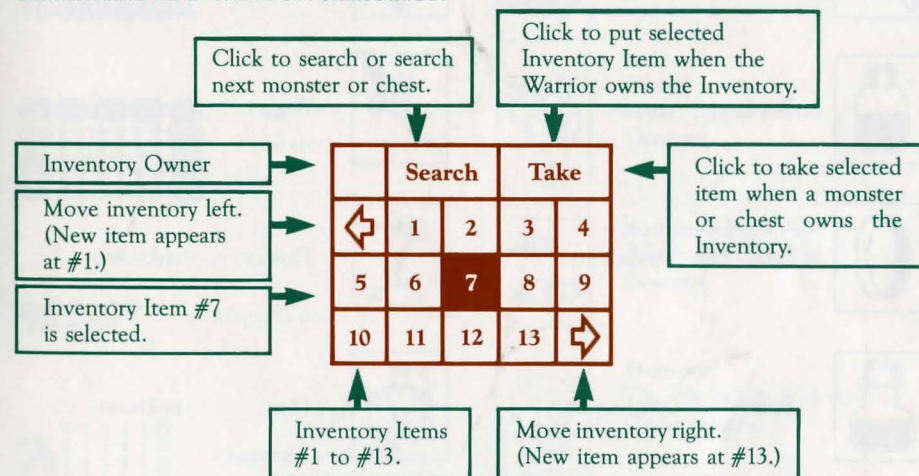 Click to search or search
next monster or chest.
Click to put selected
Inventory Item when the
Warrior owns the Inventory.
Inventory Owner
Move inventory left.
(New item appears
at #1.)
Inventory Item #7
is selected.
Search Take
1 2 3 4
5 6 7 8 9
10 11 12 13
Click to take selected
item when a monster
or chest owns the
Inventory.
Inventory Items
#1 to #13.
Move inventory right.
(New item appears at #13.)